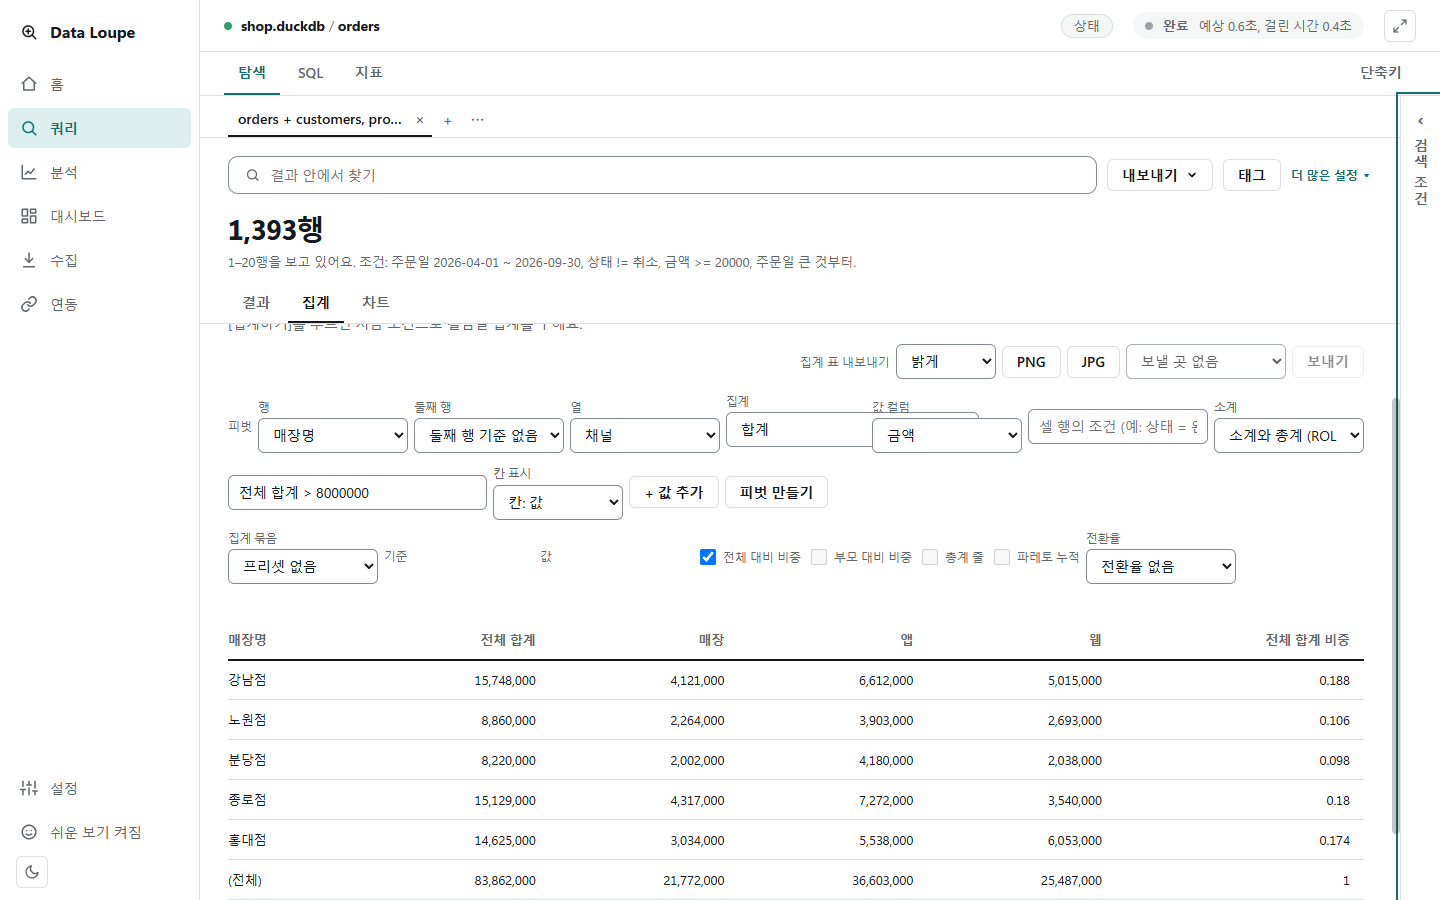 Data Loupe
홈
쿼리
분석
대시보드
수집
연동
설정
쉬운 보기 켜짐
shop.duckdb / orders
상태
완료 예상 0.6초, 걸린 시간 0.4초
탐색 SQL 지표
단축키
orders + customers, pro... × + ···
결과 안에서 찾기
내보내기
태그
더 많은 설정
1,393행
1–20행을 보고 있어요. 조건: 주문일 2026-04-01 ~ 2026-09-30, 상태 != 취소, 금액 >= 20000, 주문일 큰 것부터.
결과 집계 차트
집계 표 내보내기 밝게 PNG JPG 보낼 곳 없음 보내기
피벗
행
매장명
둘째 행
둘째 행 기준 없음
열
채널
집계
합계
값 컬럼
금액
셀 행의 조건 (예: 상태 =
소계
소계와 총계 (ROL
전체 합계 > 8000000
칸 표시
칸: 값
+ 값 추가
피벗 만들기
집계 묶음
프리셋 없음
기준
값
전체 대비 비중
부모 대비 비중
총계 줄
파레토 누적
전환율
전환율 없음
매장명 전체 합계 매장 앱 웹 전체 합계 비중
강남점 15,748,000 4,121,000 6,612,000 5,015,000 0.188
노원점 8,860,000 2,264,000 3,903,000 2,693,000 0.106
분당점 8,220,000 2,002,000 4,180,000 2,038,000 0.098
종로점 15,129,000 4,317,000 7,272,000 3,540,000 0.18
홍대점 14,625,000 3,034,000 5,538,000 6,053,000 0.174
(전체) 83,862,000 21,772,000 36,603,000 25,487,000 1
검색 조건